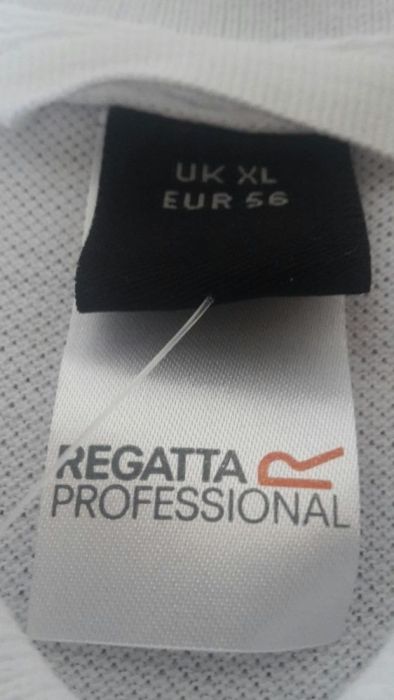 UK XL
EUR 56
REGATTA
PROFESSIONAL